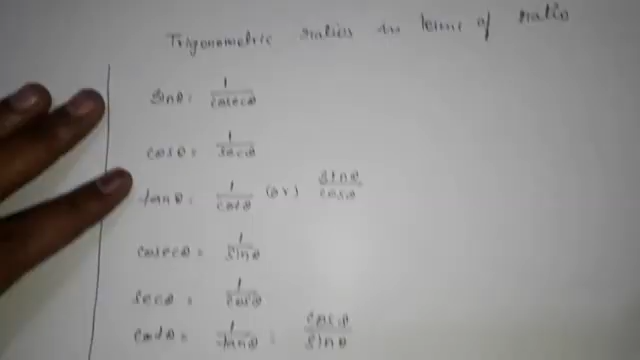 Trigonometric ratios in terms of ratio
sinθ = 1/cosecθ
cosθ = 1/secθ
tanθ = 1/cotθ (or) sinθ/cosθ
cosecθ = 1/sinθ
secθ = 1/cosθ
cotθ = 1/tanθ = cosθ/sinθ